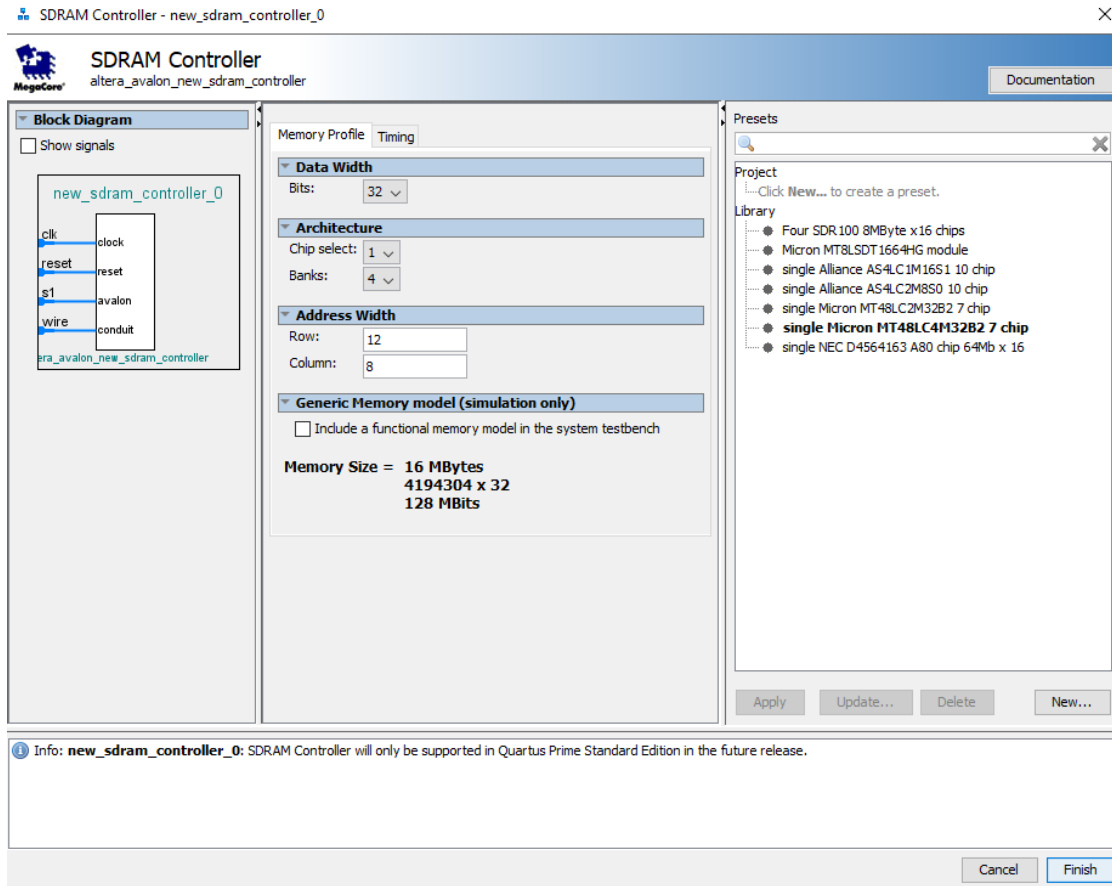 SDRAM Controller - new_sdram_controller_0
SDRAM Controller
altera_avalon_new_sdram_controller
MegaCore®
Documentation
Block Diagram
Show signals
new_sdram_controller_0
clk
clock
reset
reset
s1
avalon
wire
conduit
era_avalon_new_sdram_controller
Memory Profile Timing
Data Width
Bits: 32
Architecture
Chip select: 1
Banks: 4
Address Width
Row: 12
Column: 8
Generic Memory model (simulation only)
Include a functional memory model in the system testbench
Memory Size = 16 MBytes
4194304 x 32
128 MBits
Presets
Project
Click New... to create a preset.
Library
Four SDR100 8MByte x16 chips
Micron MT8LSDT1664HG module
single Alliance AS4LC1M16S1 10 chip
single Alliance AS4LC2M8S0 10 chip
single Micron MT48LC2M32B2 7 chip
single Micron MT48LC4M32B2 7 chip
single NEC D4564163 A80 chip 64Mb x 16
Apply Update... Delete New...
Info: new_sdram_controller_0: SDRAM Controller will only be supported in Quartus Prime Standard Edition in the future release.
Cancel Finish